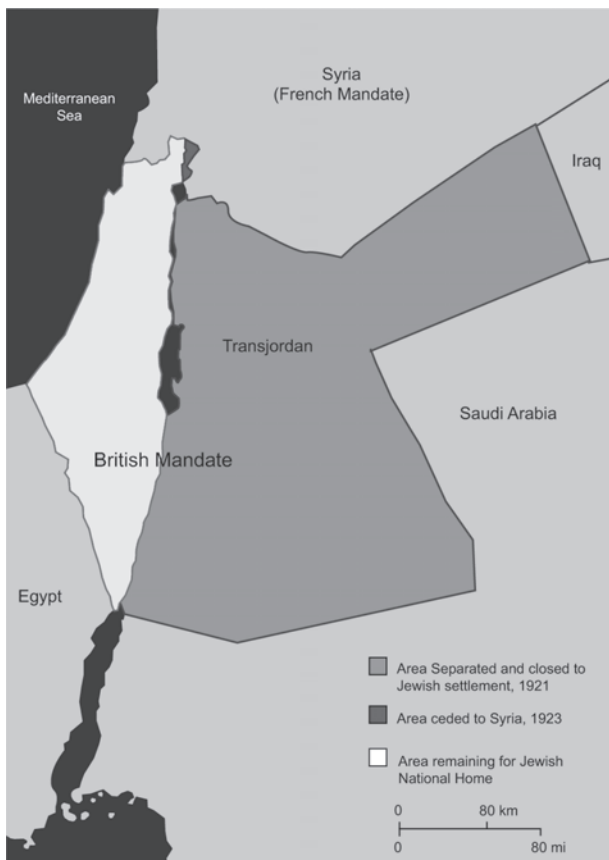 Mediterranean
Sea
Syria
(French Mandate)
Iraq
Transjordan
Saudi Arabia
British Mandate
Egypt
Area Separated and closed to
Jewish settlement, 1921
Area ceded to Syria, 1923
Area remaining for Jewish
National Home
0 80 km
0 80 mi